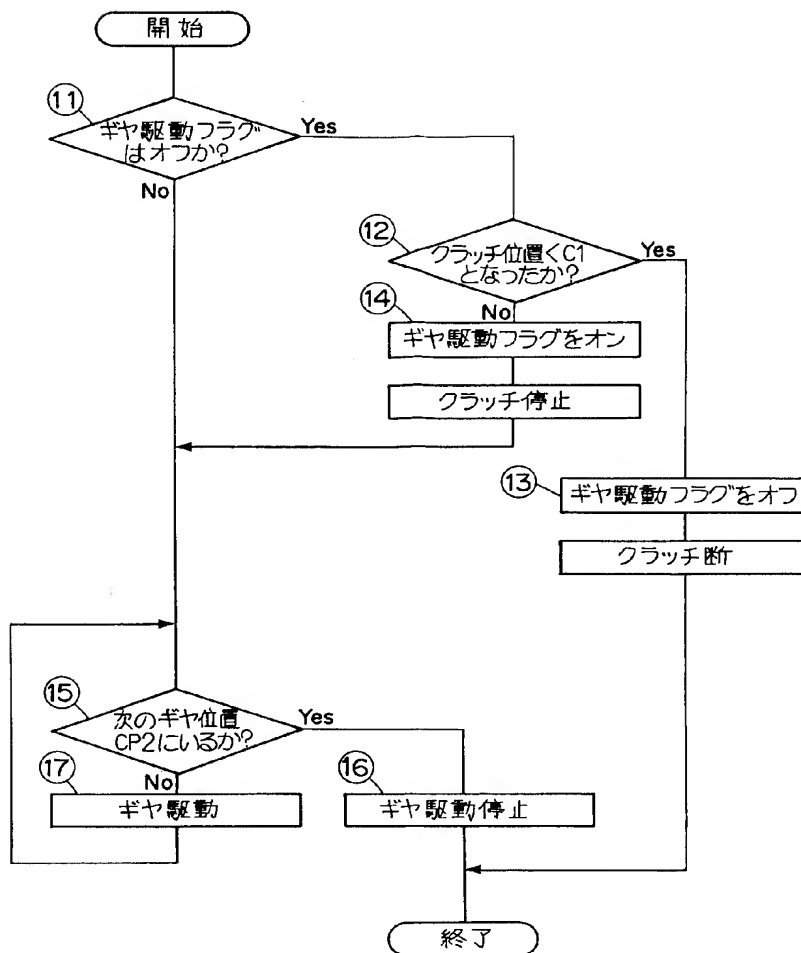 開始
11
ギヤ駆動フラグ
はオフか?
Yes
No
12
クラッチ位置くC1
となったか?
Yes
No
14
ギヤ駆動フラグをオン
クラッチ停止
13
ギヤ駆動フラグをオフ
クラッチ断
15
次のギヤ位置
CP2にいるか?
Yes
No
17
ギヤ駆動
16
ギヤ駆動停止
終了